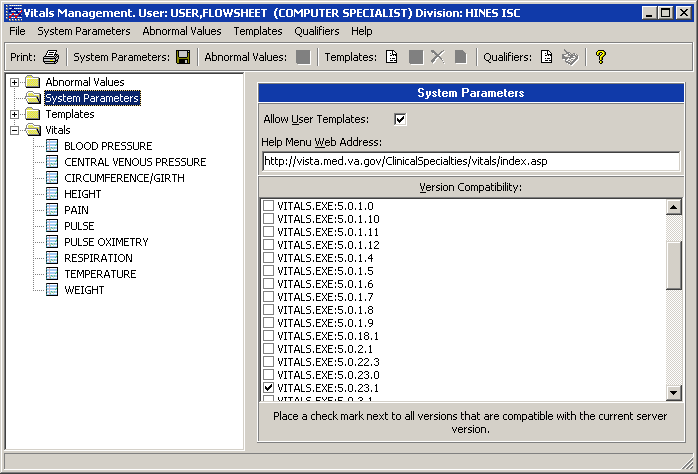 Vitals Management. User: USER,FLOWSHEET (COMPUTER SPECIALIST) Division: HINES ISC
File System Parameters Abnormal Values Templates Qualifiers Help
Print: System Parameters: Abnormal Values: Templates: Qualifiers: ?
Abnormal Values
System Parameters
Templates
Vitals
BLOOD PRESSURE
CENTRAL VENOUS PRESSURE
CIRCUMFERENCE/GIRTH
HEIGHT
PAIN
PULSE
PULSE OXIMETRY
RESPIRATION
TEMPERATURE
WEIGHT
System Parameters
Allow User Templates:
Help Menu Web Address:
http://vista.med.va.gov/ClinicalSpecialties/vitals/index.asp
Version Compatibility:
VITALS.EXE:5.0.1.0
VITALS.EXE:5.0.1.10
VITALS.EXE:5.0.1.11
VITALS.EXE:5.0.1.12
VITALS.EXE:5.0.1.4
VITALS.EXE:5.0.1.5
VITALS.EXE:5.0.1.6
VITALS.EXE:5.0.1.7
VITALS.EXE:5.0.1.8
VITALS.EXE:5.0.1.9
VITALS.EXE:5.0.18.1
VITALS.EXE:5.0.2.1
VITALS.EXE:5.0.22.3
VITALS.EXE:5.0.23.0
VITALS.EXE:5.0.23.1
VITALS.EXE:5.0.3.1
Place a check mark next to all versions that are compatible with the current server
version.